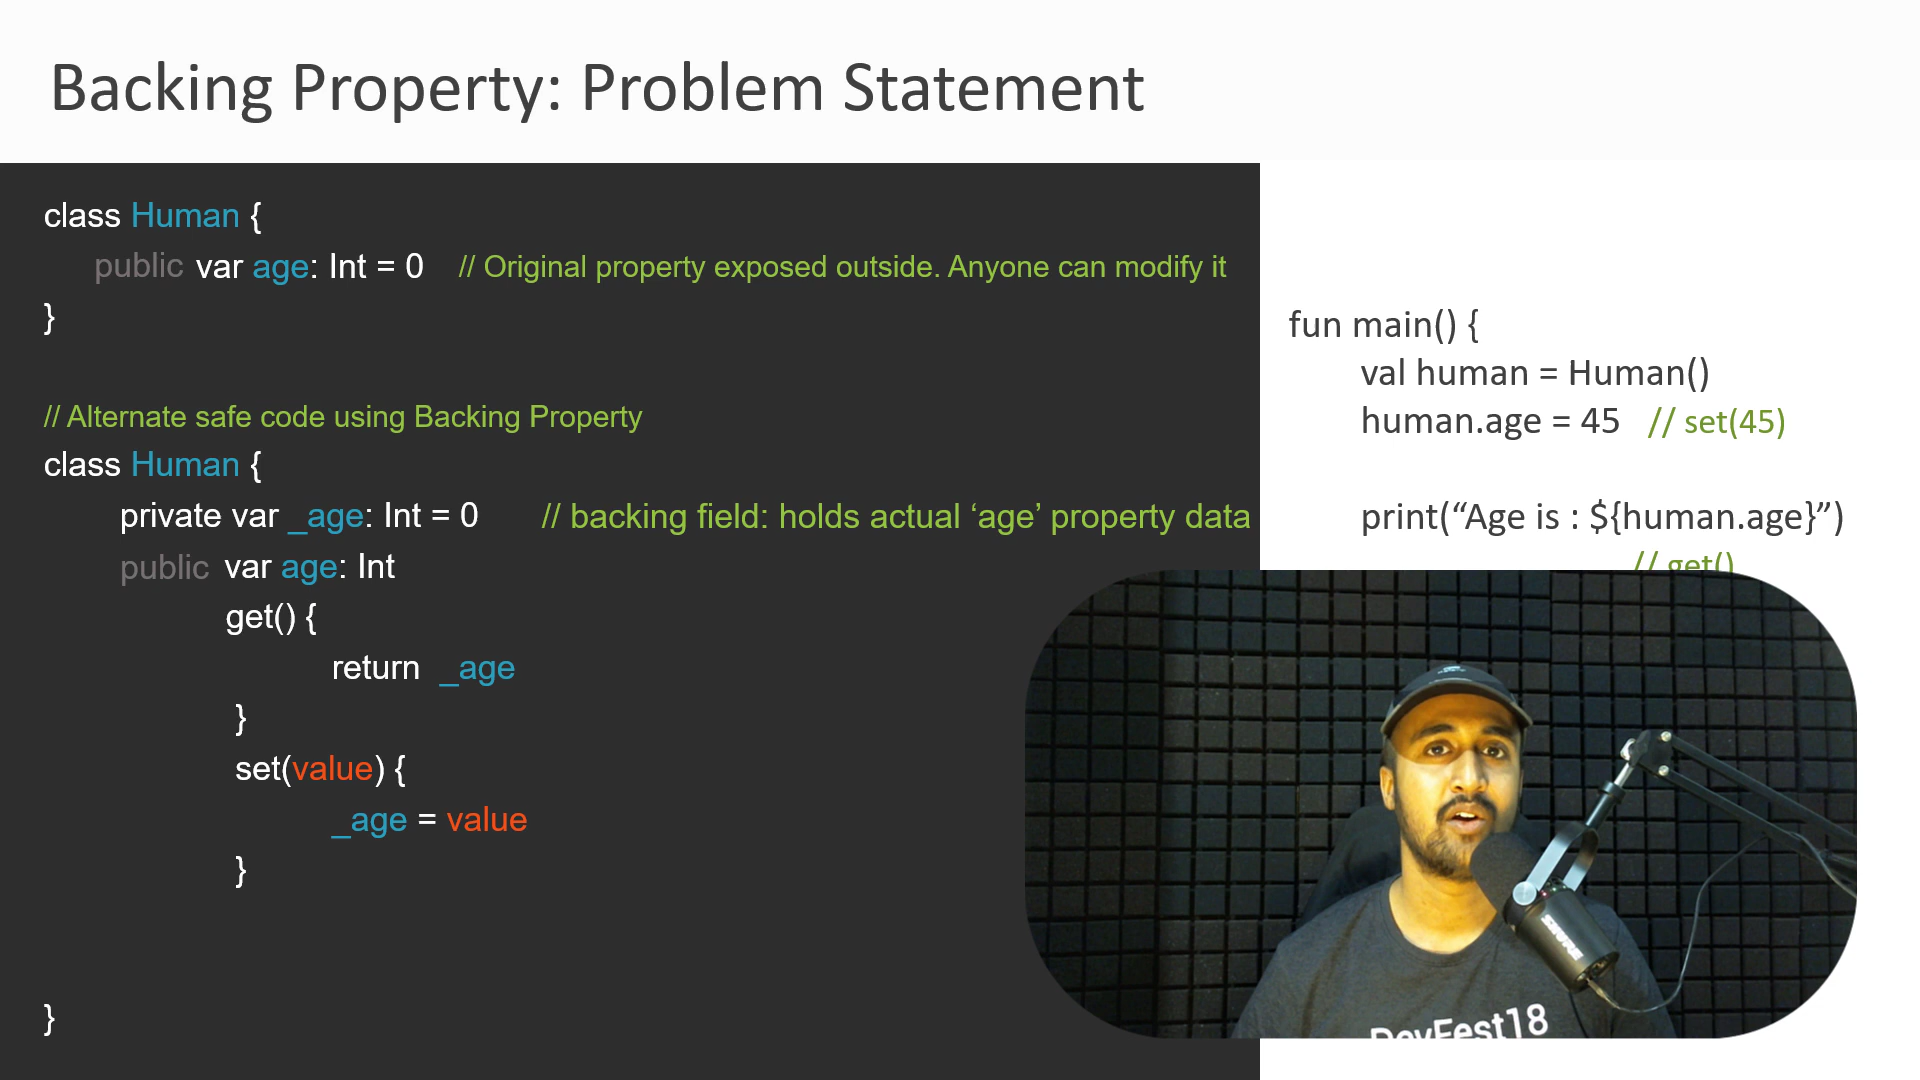 Backing Property: Problem Statement
class Human {
public var age: Int = 0 // Original property exposed outside. Anyone can modify it
}
// Alternate safe code using Backing Property
class Human {
private var _age: Int = 0 // backing field: holds actual ‘age’ property data
public var age: Int
get() {
return _age
}
set(value) {
_age = value
}
}
fun main() {
val human = Human()
human.age = 45 // set(45)
print(“Age is : ${human.age}”)
// get()
SHURE
DevFest18